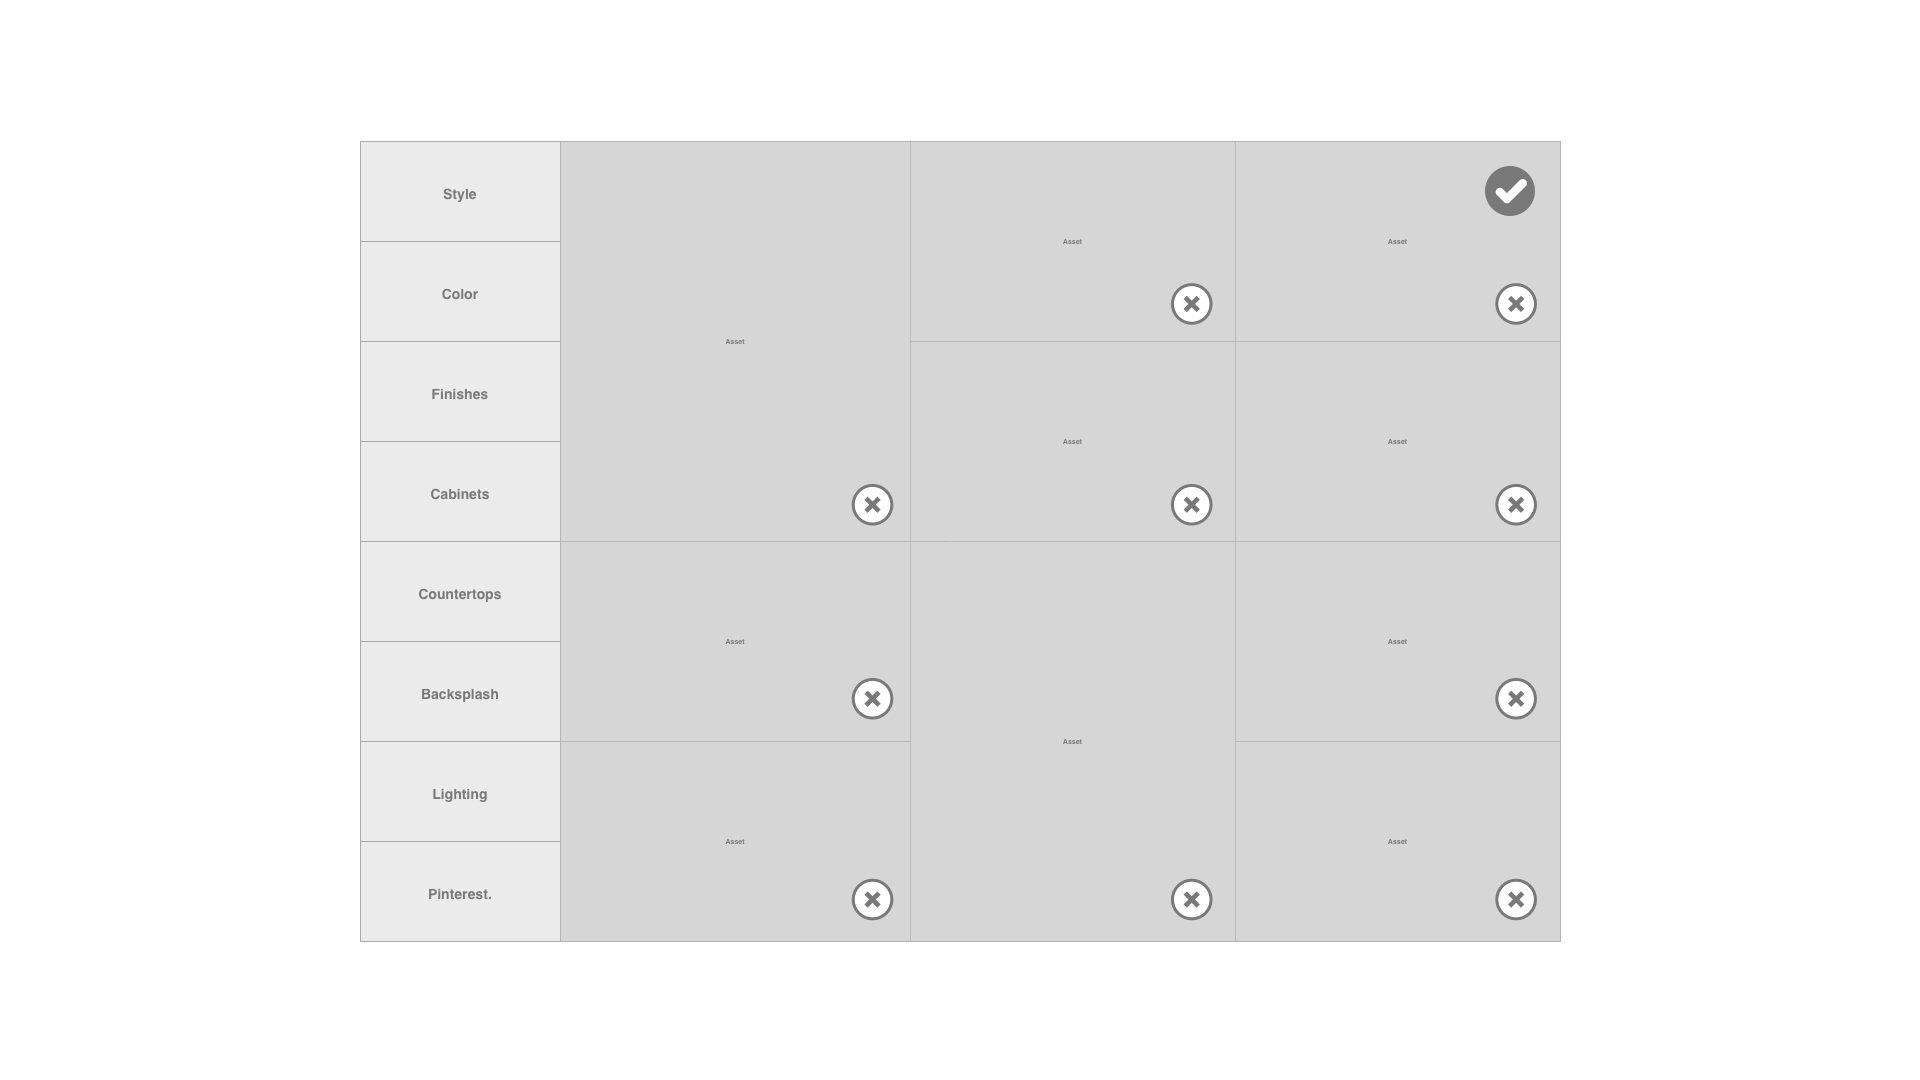 Style
Color
Finishes
Cabinets
Countertops
Backsplash
Lighting
Pinterest.
Asset
Asset
Asset
Asset
Asset
Asset
Asset
Asset
Asset
Asset